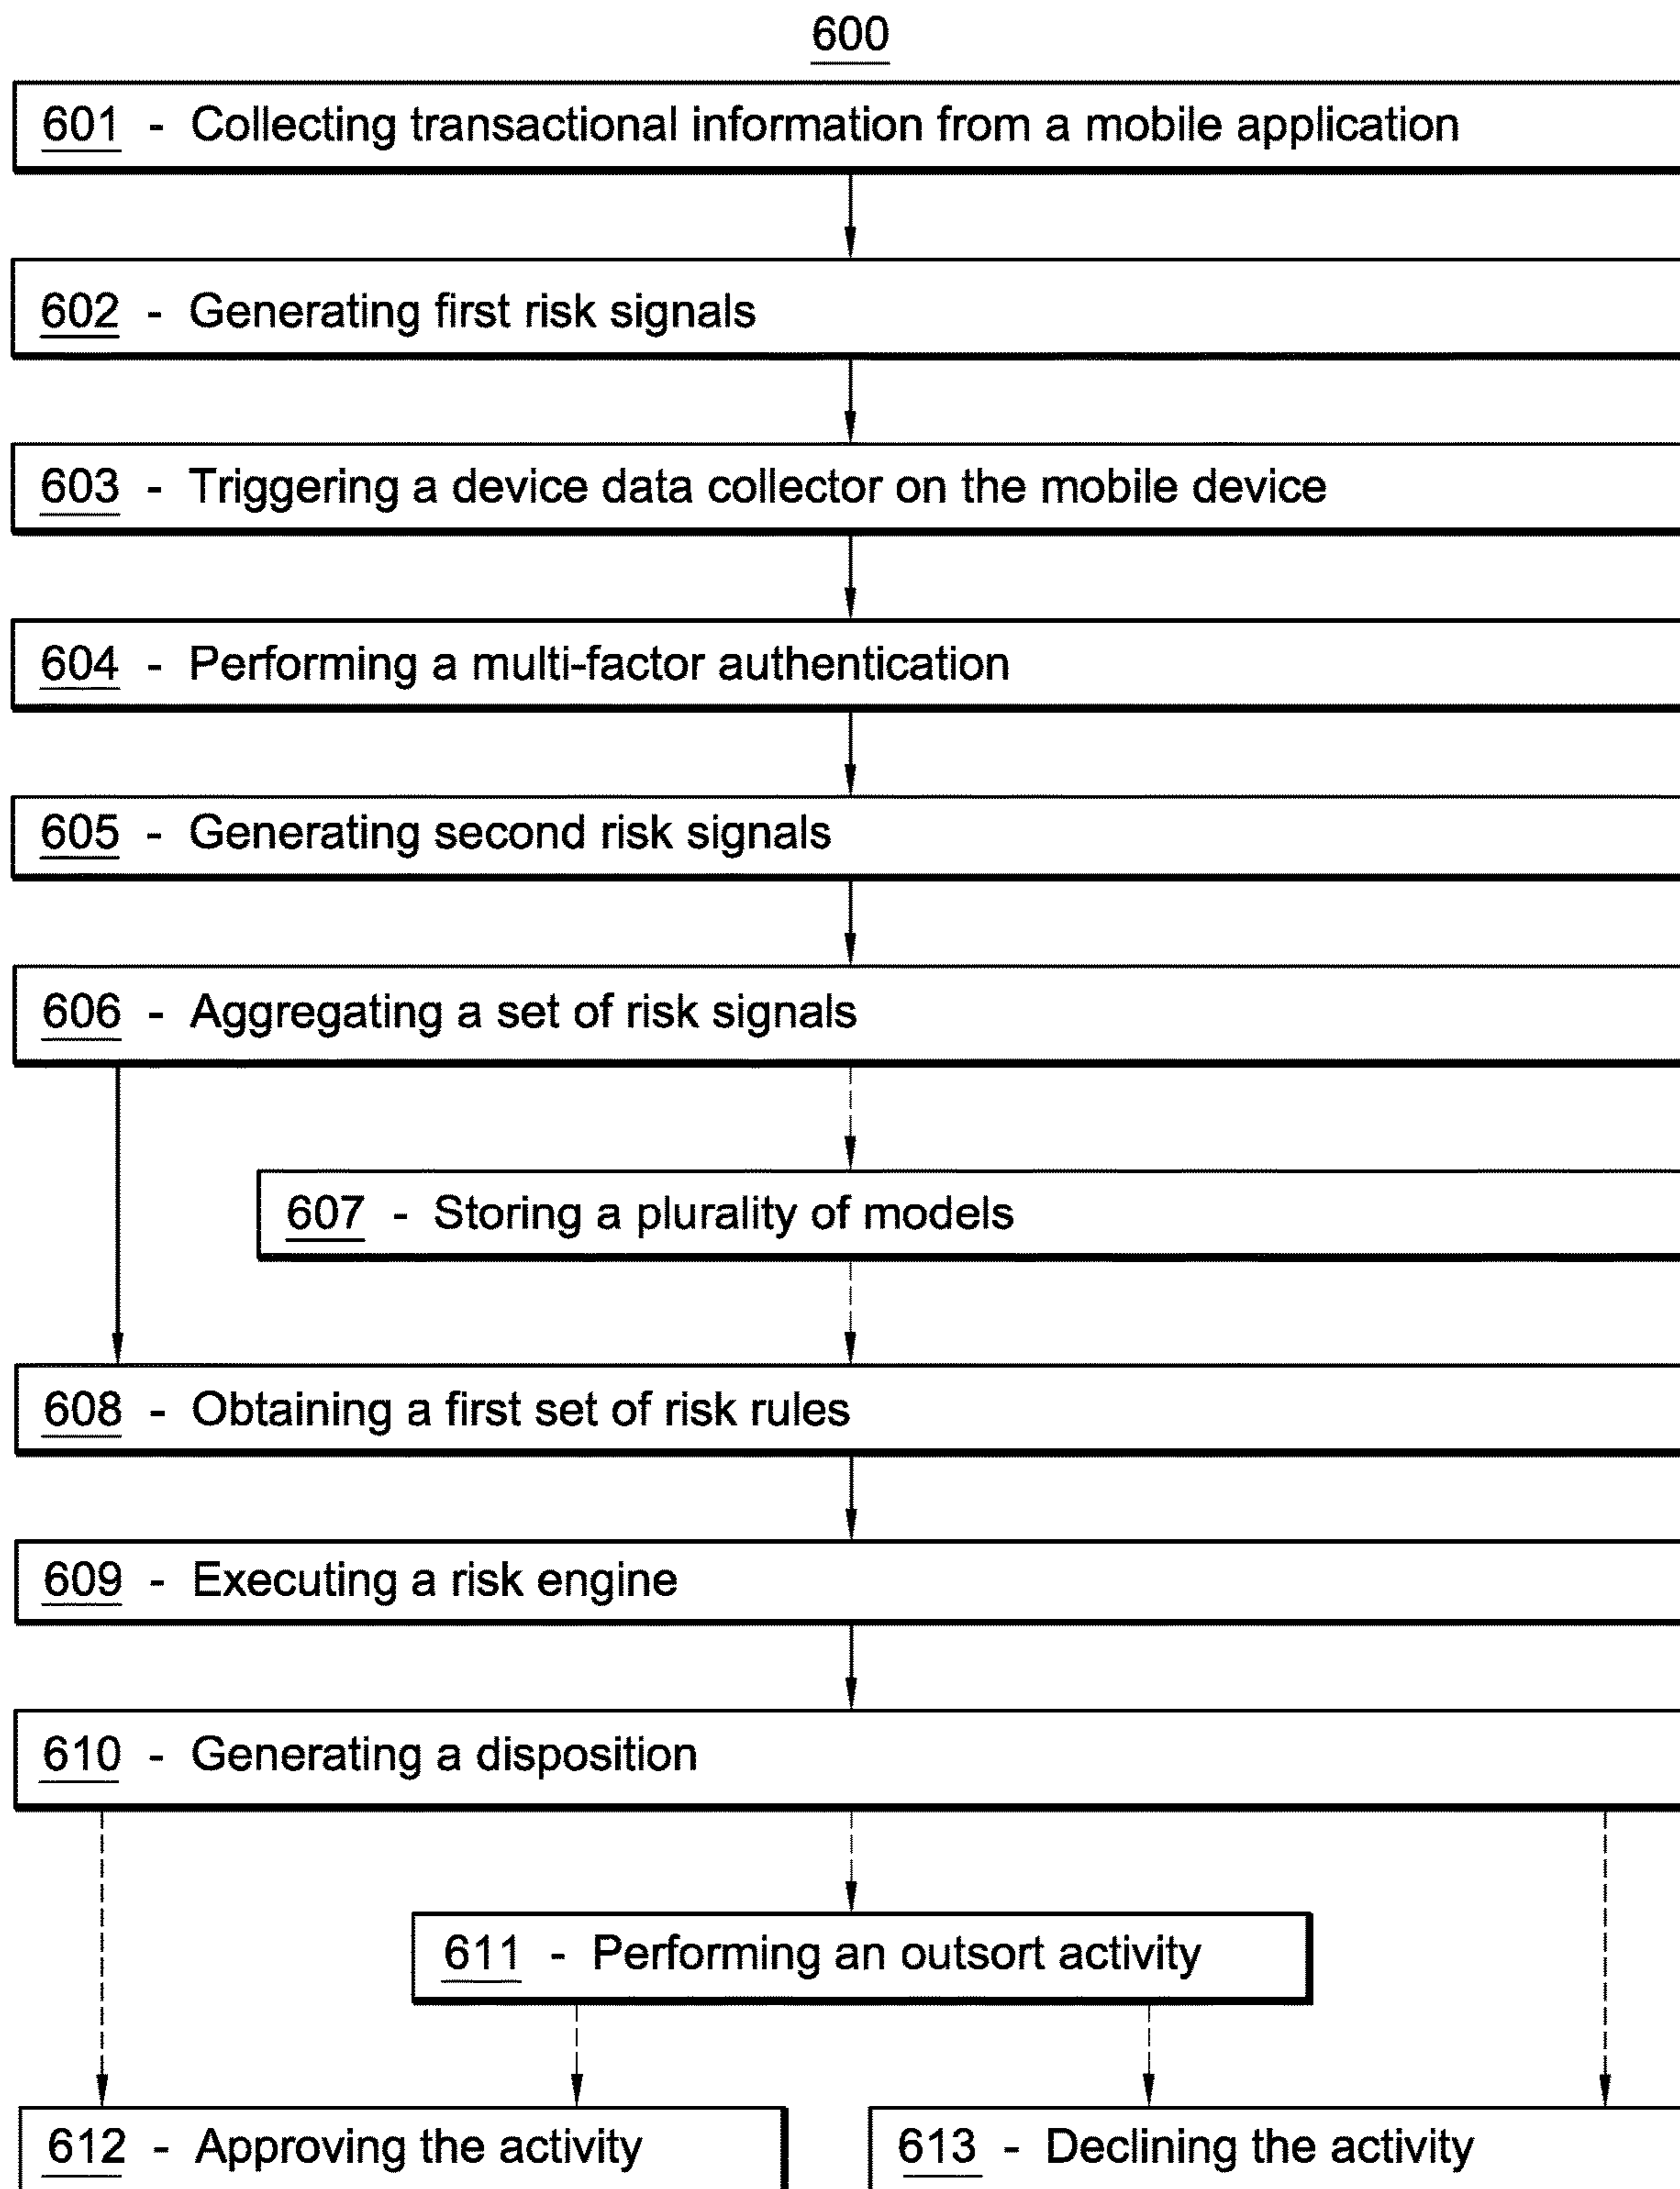 600
601 - Collecting transactional information from a mobile application
602 - Generating first risk signals
603 - Triggering a device data collector on the mobile device
604 - Performing a multi-factor authentication
605 - Generating second risk signals
606 - Aggregating a set of risk signals
607 - Storing a plurality of models
608 - Obtaining a first set of risk rules
609 - Executing a risk engine
610 - Generating a disposition
611 - Performing an outsort activity
612 - Approving the activity
613 - Declining the activity